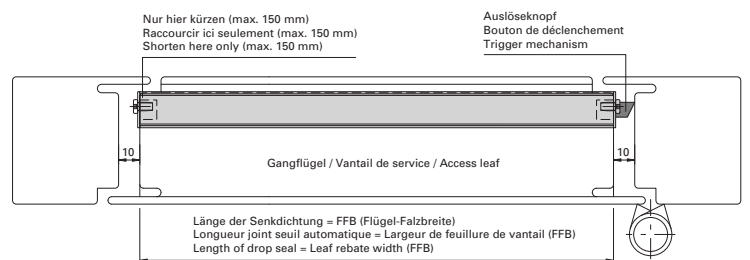 Nur hier kürzen (max. 150 mm)
Raccourcir ici seulement (max. 150 mm)
Shorten here only (max. 150 mm)
Auslöseknopf
Bouton de déclenchement
Trigger mechanism
10
Gangflügel / Vantail de service / Access leaf
10
Länge der Senkdichtung = FFB (Flügel-Falzbreite)
Longueur joint seuil automatique = Largeur de feuillure de vantail (FFB)
Length of drop seal = Leaf rebate width (FFB)